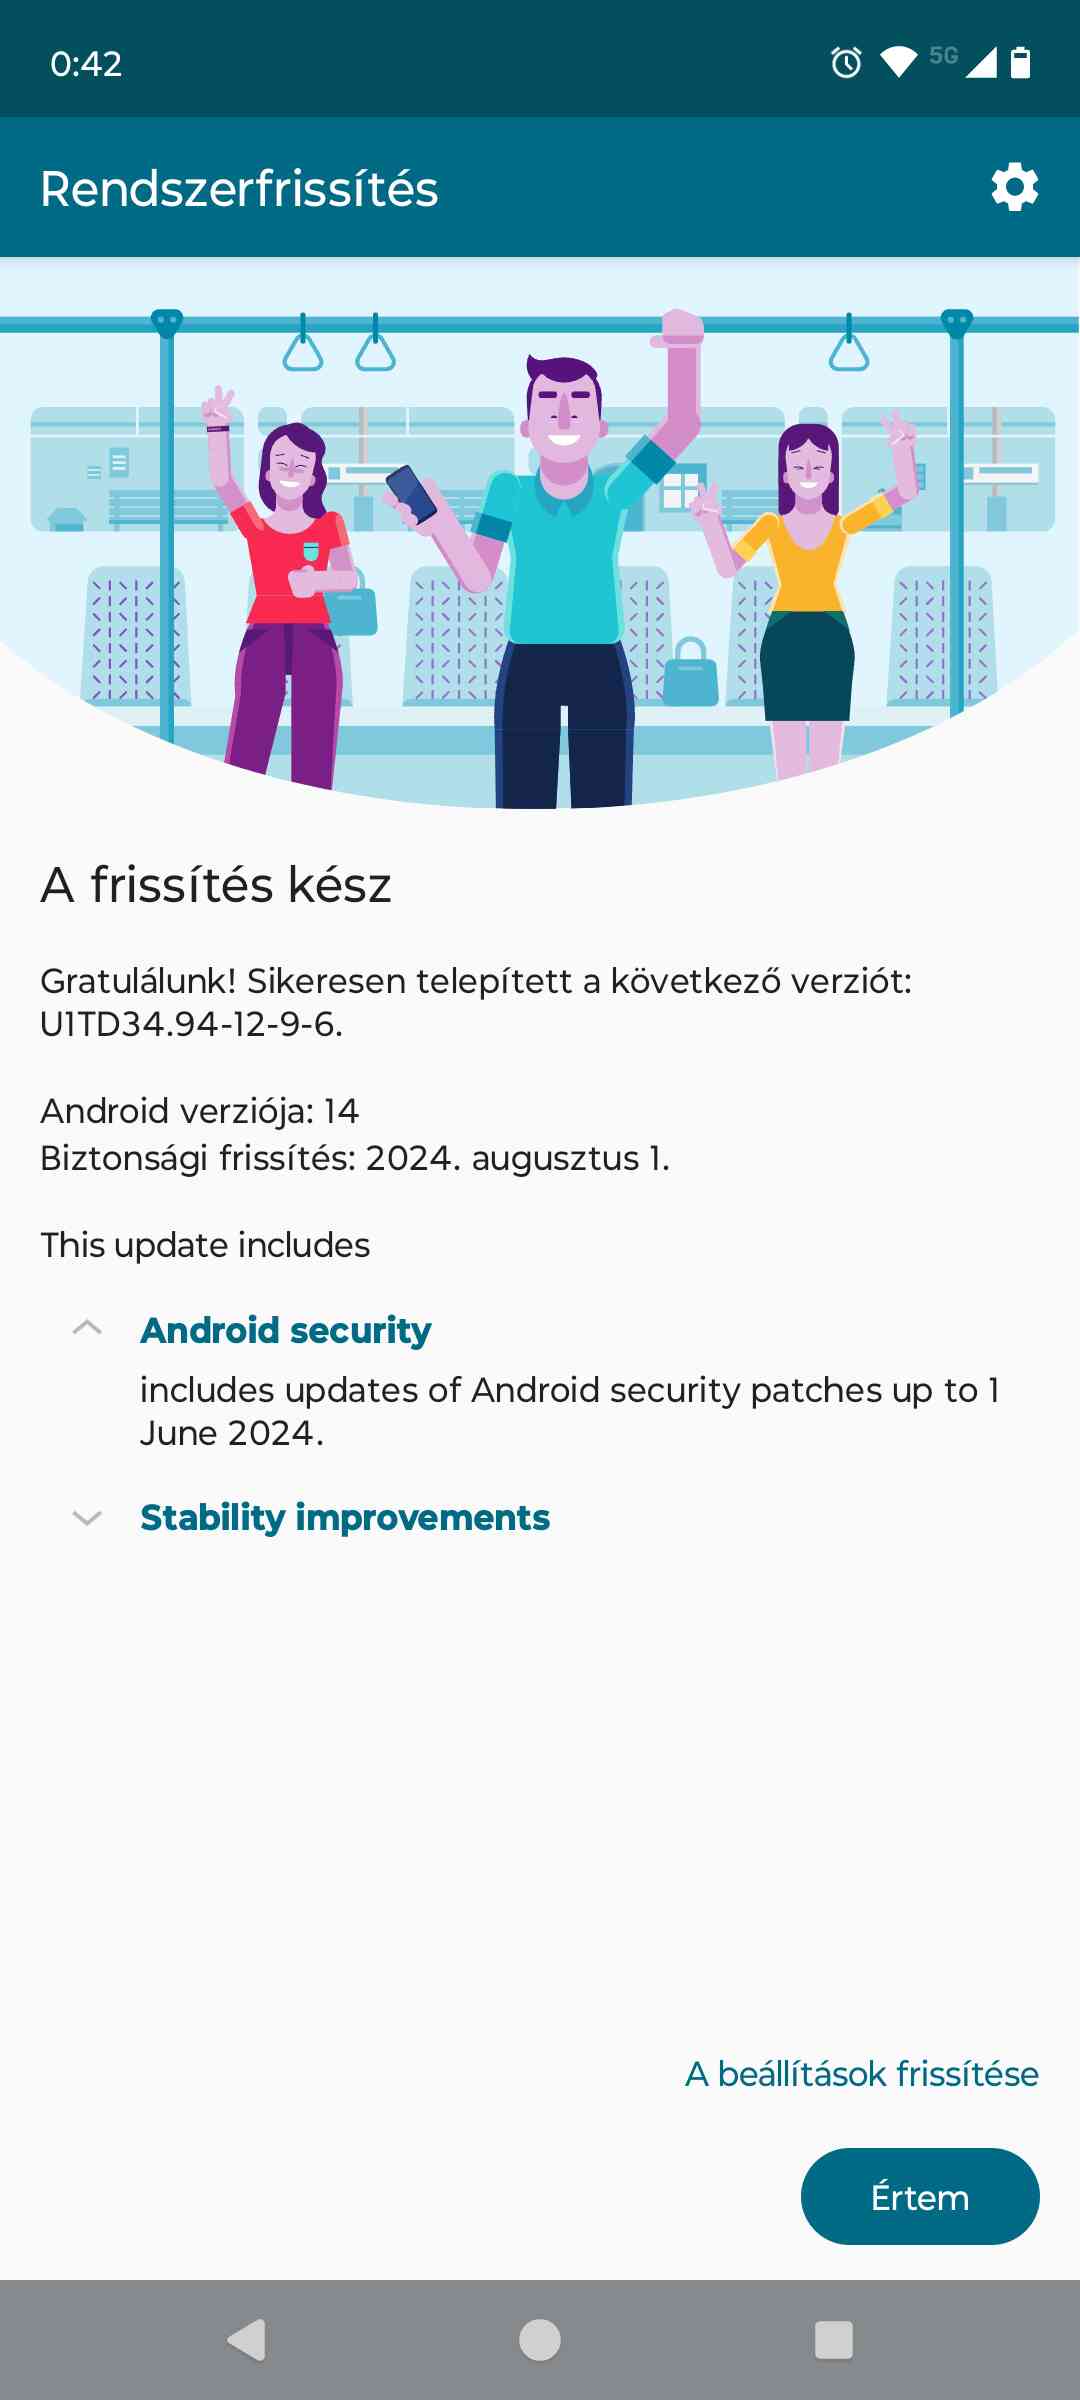 0:42
5G
Rendszerfrissítés
A frissítés kész
Gratulálunk! Sikeresen telepített a következő verziót:
U1TD34.94-12-9-6.
Android verziója: 14
Biztonsági frissítés: 2024. augusztus 1.
This update includes
Android security
includes updates of Android security patches up to 1
June 2024.
Stability improvements
A beállítások frissítése
Értem